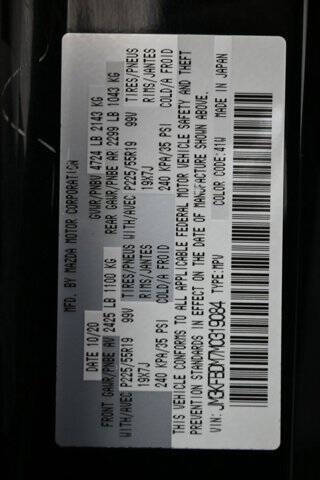 MFD. BY MAZDA MOTOR CORPORATION
DATE 10/20 GVWR/PNBV 4724 LB 2143 KG
FRONT GAWR/PNBE AV 2425 LB 1100 KG REAR GAWR/PNBE AR 2299 LB 1043 KG
WITH/AVEC P225/55R19 99V TIRES/PNEUS WITH/AVEC P225/55R19 99V TIRES/PNEUS
19X7J RIMS/JANTES 19X7J RIMS/JANTES
240 KPA/35 PSI COLD/A FROID 240 KPA/35 PSI COLD/A FROID
THIS VEHICLE CONFORMS TO ALL APPLICABLE FEDERAL MOTOR VEHICLE SAFETY AND THEFT
PREVENTION STANDARDS IN EFFECT ON THE DATE OF MANUFACTURE SHOWN ABOVE.
VIN: JM3KFBDM7M0319084 TYPE:MPV COLOR CODE:41W MADE IN JAPAN